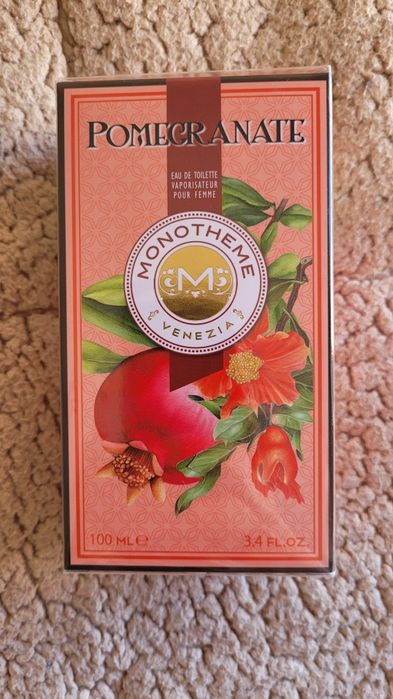 POMEGRANATE
EAU DE TOILETTE
VAPORISATEUR
POUR FEMME
MONOTHEME
M
VENEZIA
100 ML ℮
3.4 FL.OZ.